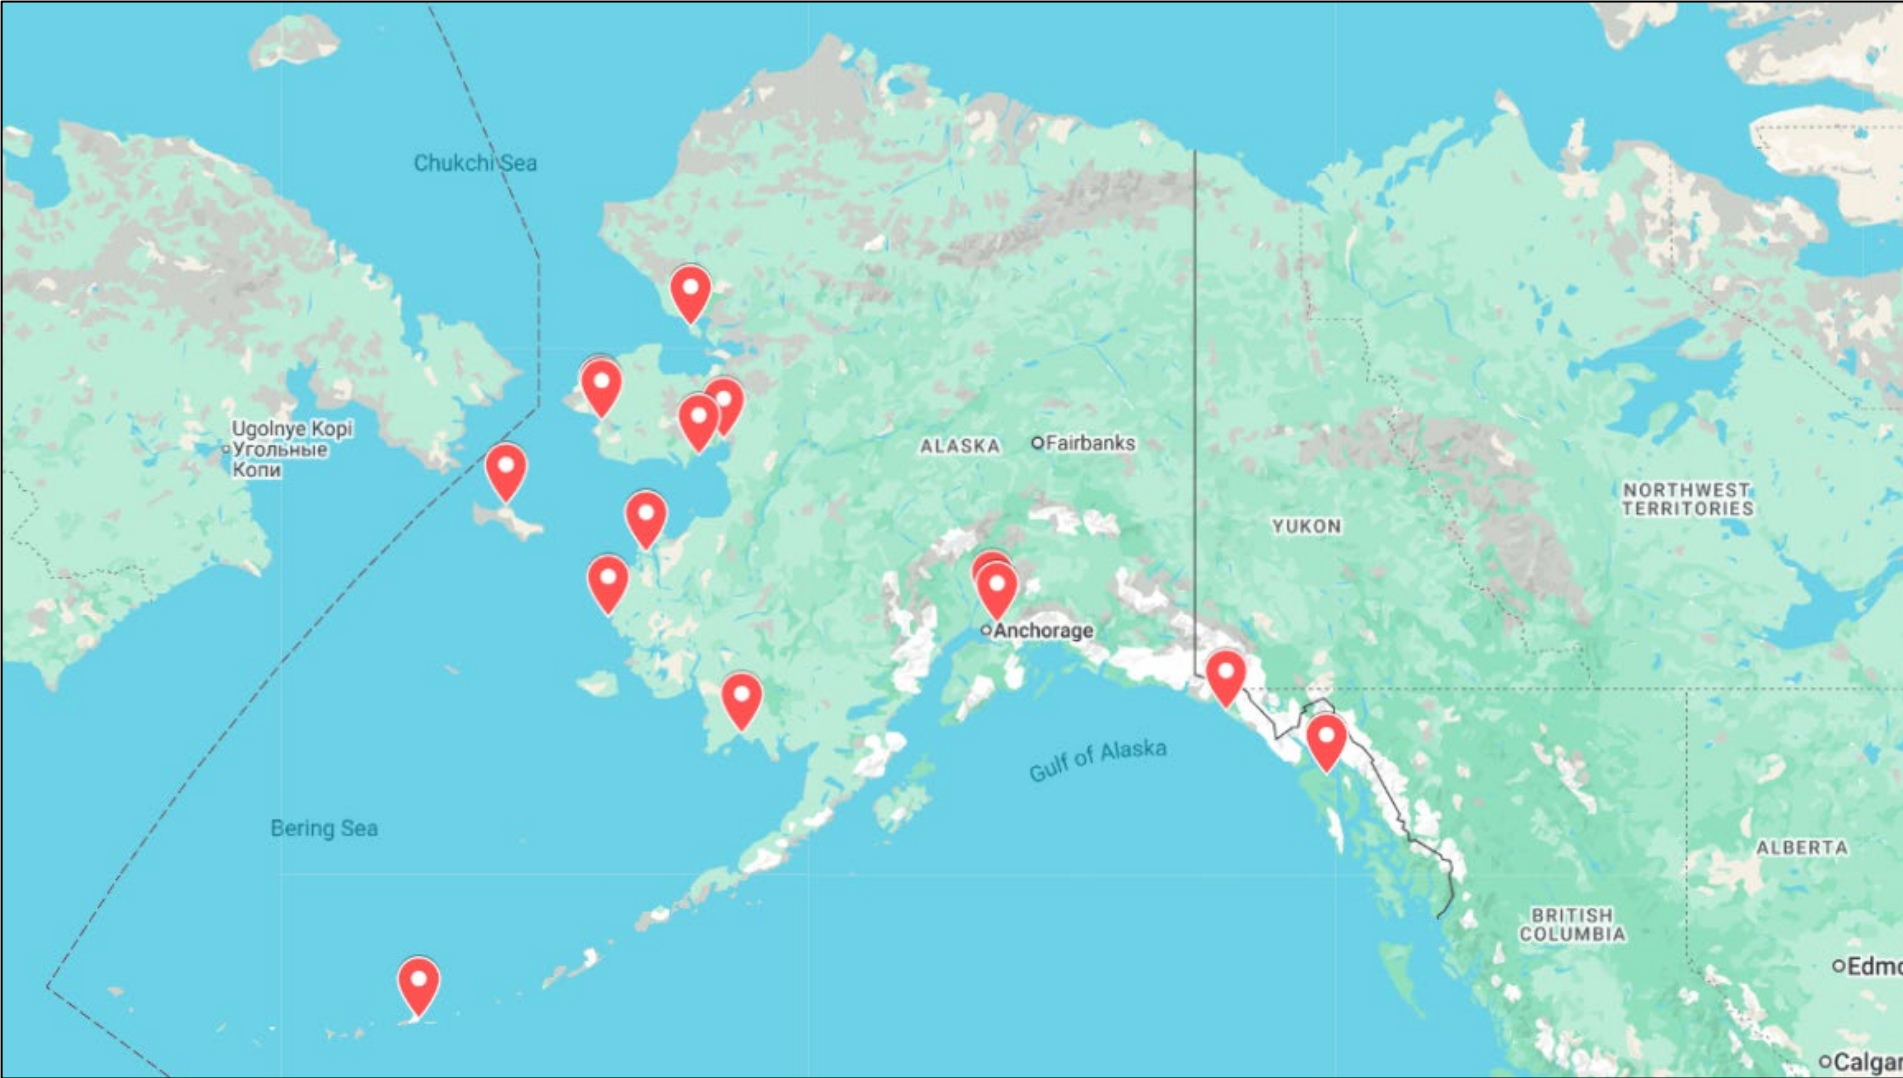 Chukchi Sea
Ugolnye Kopi
Угольные
Копи
ALASKA
Fairbanks
NORTHWEST
TERRITORIES
YUKON
Anchorage
Gulf of Alaska
Bering Sea
ALBERTA
BRITISH
COLUMBIA
Edmo
Calgar